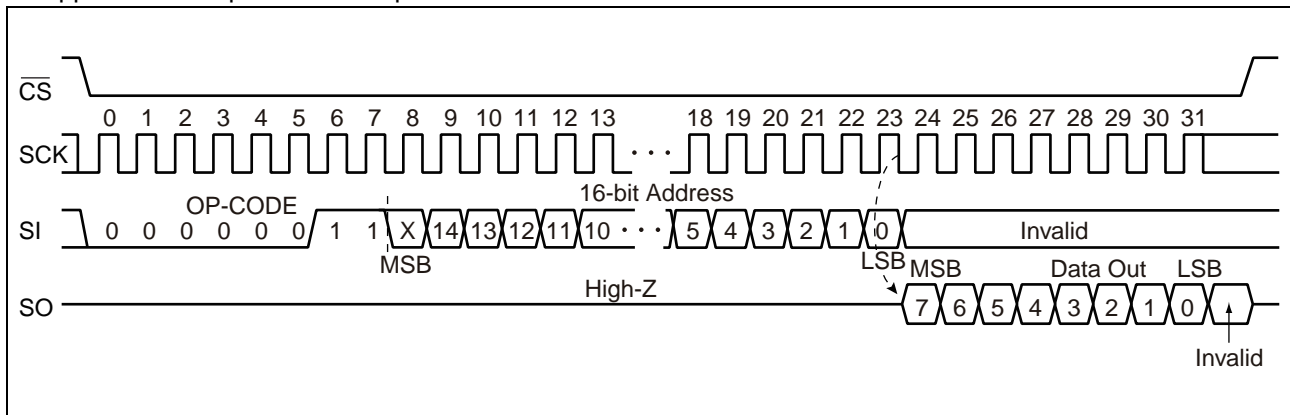 CS
0 1 2 3 4 5 6 7 8 9 10 11 12 13 18 19 20 21 22 23 24 25 26 27 28 29 30 31
SCK · · ·
OP-CODE 16-bit Address
SI 0 0 0 0 0 0 1 1 X 14 13 12 11 10 · · · 5 4 3 2 1 0 Invalid
MSB LSB MSB Data Out LSB
High-Z
SO 7 6 5 4 3 2 1 0
Invalid